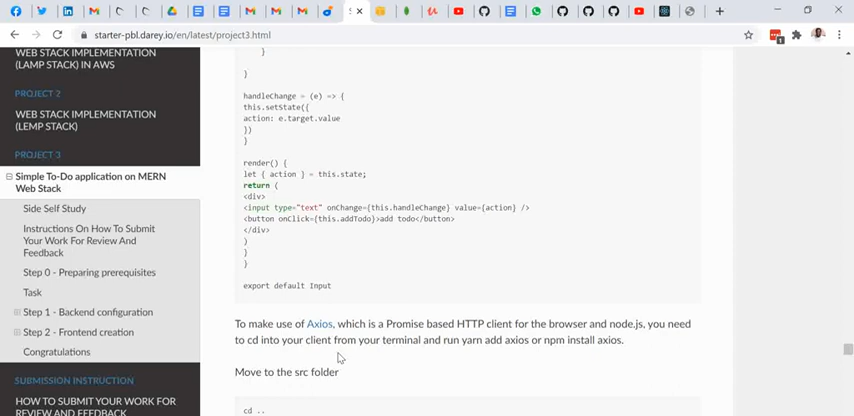 starter-pbl.darey.io/en/latest/project3.html
WEB STACK IMPLEMENTATION
(LAMP STACK) IN AWS
PROJECT 2
WEB STACK IMPLEMENTATION
(LEMP STACK)
PROJECT 3
Simple To-Do application on MERN
Web Stack
Side Self Study
Instructions On How To Submit
Your Work For Review And
Feedback
Step 0 - Preparing prerequisites
Task
Step 1 - Backend configuration
Step 2 - Frontend creation
Congratulations
SUBMISSION INSTRUCTION
HOW TO SUBMIT YOUR WORK FOR
REVIEW AND FEEDBACK
}
}
handleChange = (e) => {
this.setState({
action: e.target.value
})
}
render() {
let { action } = this.state;
return (
<div>
<input type="text" onChange={this.handleChange} value={action} />
<button onClick={this.addTodo}>add todo</button>
</div>
)
}
}
export default Input
To make use of Axios, which is a Promise based HTTP client for the browser and node.js, you need
to cd into your client from your terminal and run yarn add axios or npm install axios.
Move to the src folder
cd ..